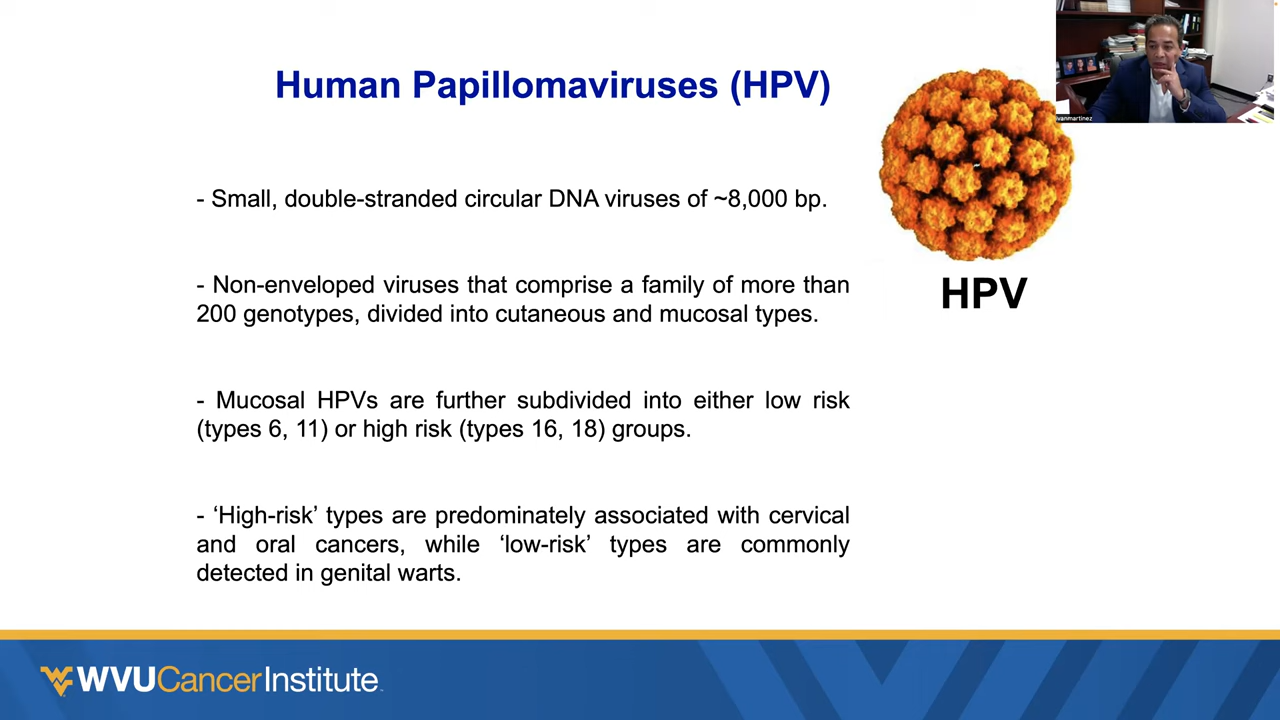 Human Papillomaviruses (HPV)
ivanmartinez
- Small, double-stranded circular DNA viruses of ~8,000 bp.
- Non-enveloped viruses that comprise a family of more than
200 genotypes, divided into cutaneous and mucosal types.
HPV
- Mucosal HPVs are further subdivided into either low risk
(types 6, 11) or high risk (types 16, 18) groups.
- ‘High-risk’ types are predominately associated with cervical
and oral cancers, while ‘low-risk’ types are commonly
detected in genital warts.
WVUCancerInstitute